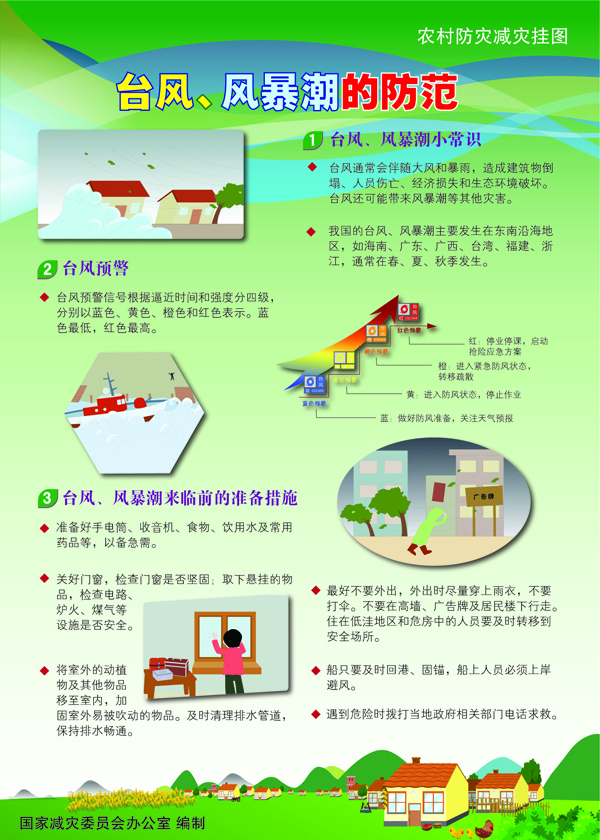 农村防灾减灾挂图
台风、风暴潮的防范
1 台风、风暴潮小常识
台风通常会伴随大风和暴雨，造成建筑物倒
塌、人员伤亡、经济损失和生态环境破坏。
台风还可能带来风暴潮等其他灾害。
我国的台风、风暴潮主要发生在东南沿海地
区，如海南、广东、广西、台湾、福建、浙
江，通常在春、夏、秋季发生。
2 台风预警
台风预警信号根据逼近时间和强度分四级，
分别以蓝色、黄色、橙色和红色表示。蓝
色最低，红色最高。
红色预警
橙色预警
黄色预警
蓝色预警
红：停业停课，启动
抢险应急方案
橙：进入紧急防风状态，
转移疏散
黄：进入防风状态，停止作业
蓝：做好防风准备，关注天气预报
3 台风、风暴潮来临前的准备措施
准备好手电筒、收音机、食物、饮用水及常用
药品等，以备急需。
关好门窗，检查门窗是否坚固；取下悬挂的物
品，检查电路、
炉火、煤气等
设施是否安全。
将室外的动植
物及其他物品
移至室内，加
固室外易被吹动的物品。及时清理排水管道，
保持排水畅通。
广告牌
最好不要外出，外出时尽量穿上雨衣，不要
打伞。不要在高墙、广告牌及居民楼下行走。
住在低洼地区和危房中的人员要及时转移到
安全场所。
船只要及时回港、固锚，船上人员必须上岸
避风。
遇到危险时拨打当地政府相关部门电话求救。
国家减灾委员会办公室 编制